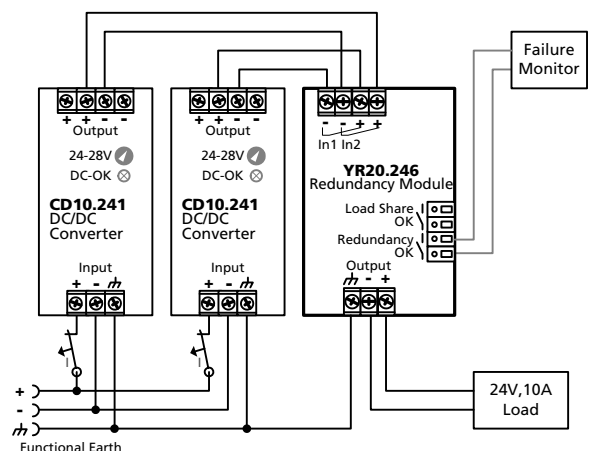 Failure
Monitor
+ + - -
Output
24-28V
DC-OK
CD10.241
DC/DC
Converter
Input
+ -
+ + - -
Output
24-28V
DC-OK
CD10.241
DC/DC
Converter
Input
+ -
- - + +
In1 In2
YR20.246
Redundancy Module
Load Share
OK
Redundancy
OK
Output
- +
I
I
+
-
Functional Earth
24V,10A
Load